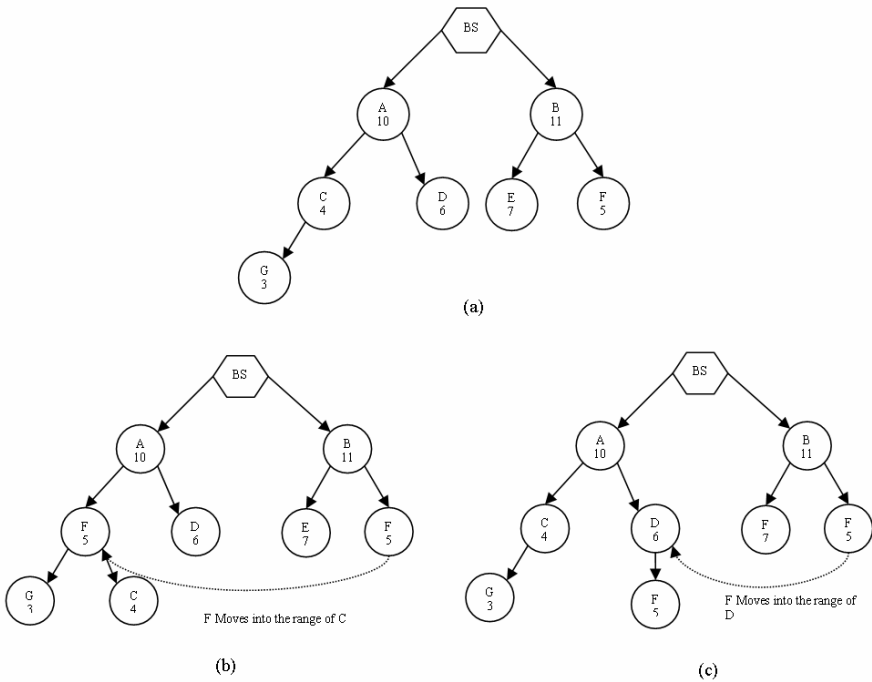 BS
A
10
B
11
C
4
D
6
E
7
F
5
G
3
(a)
BS
A
10
B
11
F
5
D
6
E
7
F
5
G
3
C
4
F Moves into the range of C
(b)
BS
A
10
B
11
C
4
D
6
F
7
F
5
G
3
F
5
F Moves into the range of
D
(c)